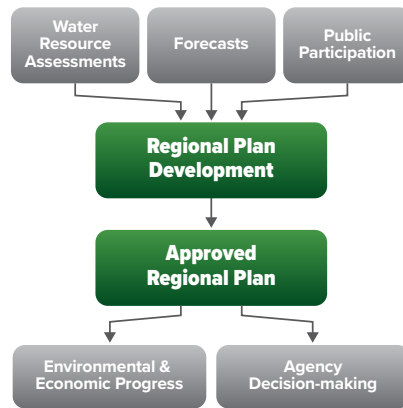 Water
Resource
Assessments
Forecasts
Public
Participation
Regional Plan
Development
Approved
Regional Plan
Environmental &
Economic Progress
Agency
Decision-making